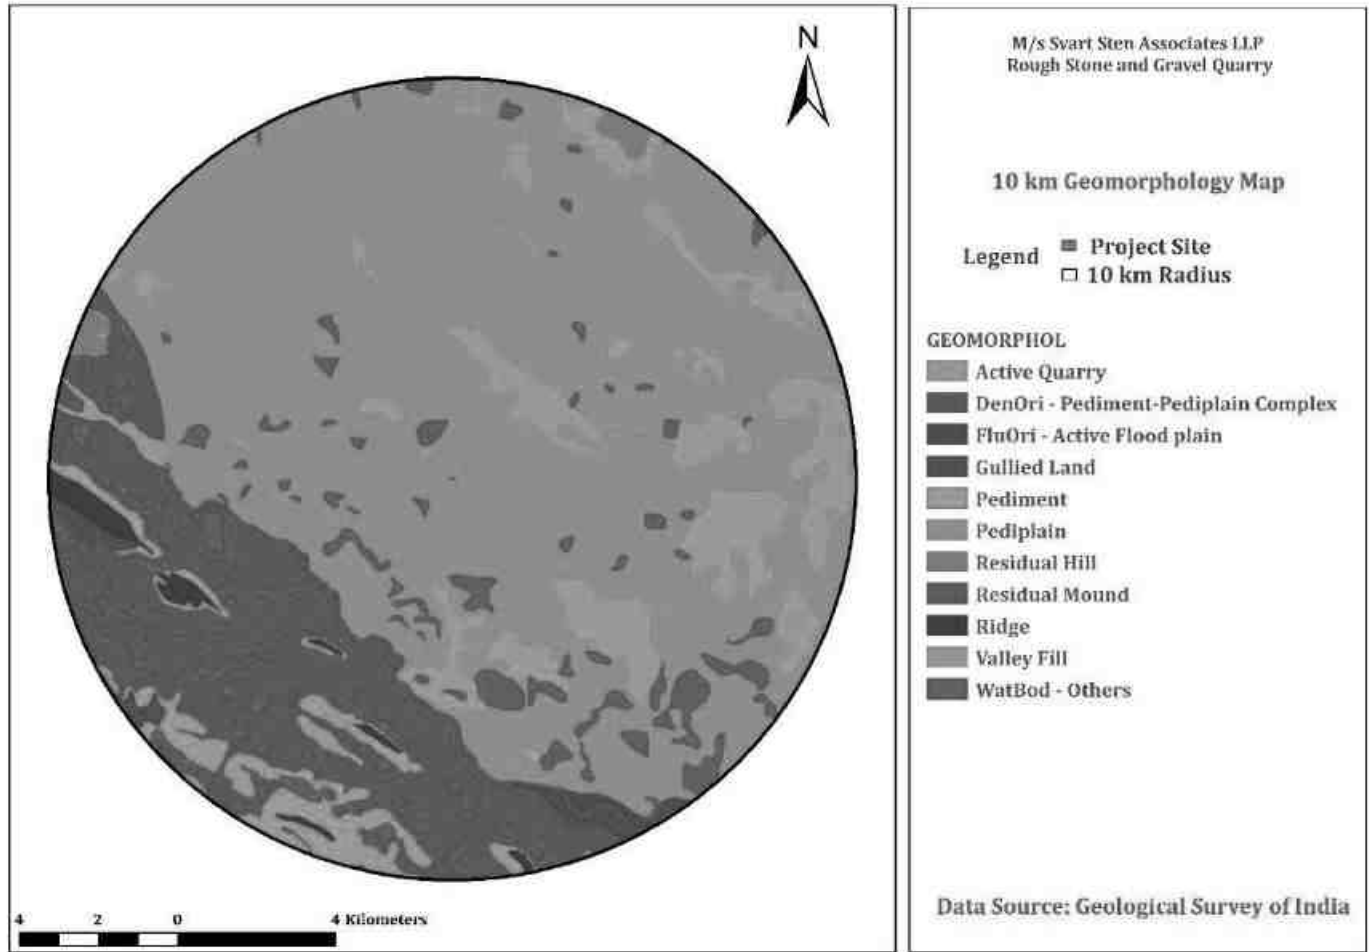 N
4 2 0 4 Kilometers
M/s Svart Sten Associates LLP
Rough Stone and Gravel Quarry
10 km Geomorphology Map
Legend
Project Site
10 km Radius
GEOMORPHOL
Active Quarry
DenOri - Pediment-Pediplain Complex
FluOri - Active Flood plain
Gullied Land
Pediment
Pediplain
Residual Hill
Residual Mound
Ridge
Valley Fill
WatBod - Others
Data Source: Geological Survey of India